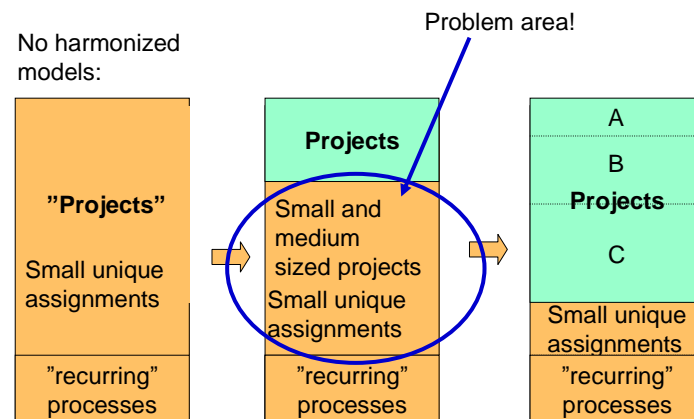 Problem area!
No harmonized
models:
”Projects”
Small unique
assignments
”recurring”
processes
Projects
Small and
medium
sized projects
Small unique
assignments
”recurring”
processes
A
B
Projects
C
Small unique
assignments
”recurring”
processes